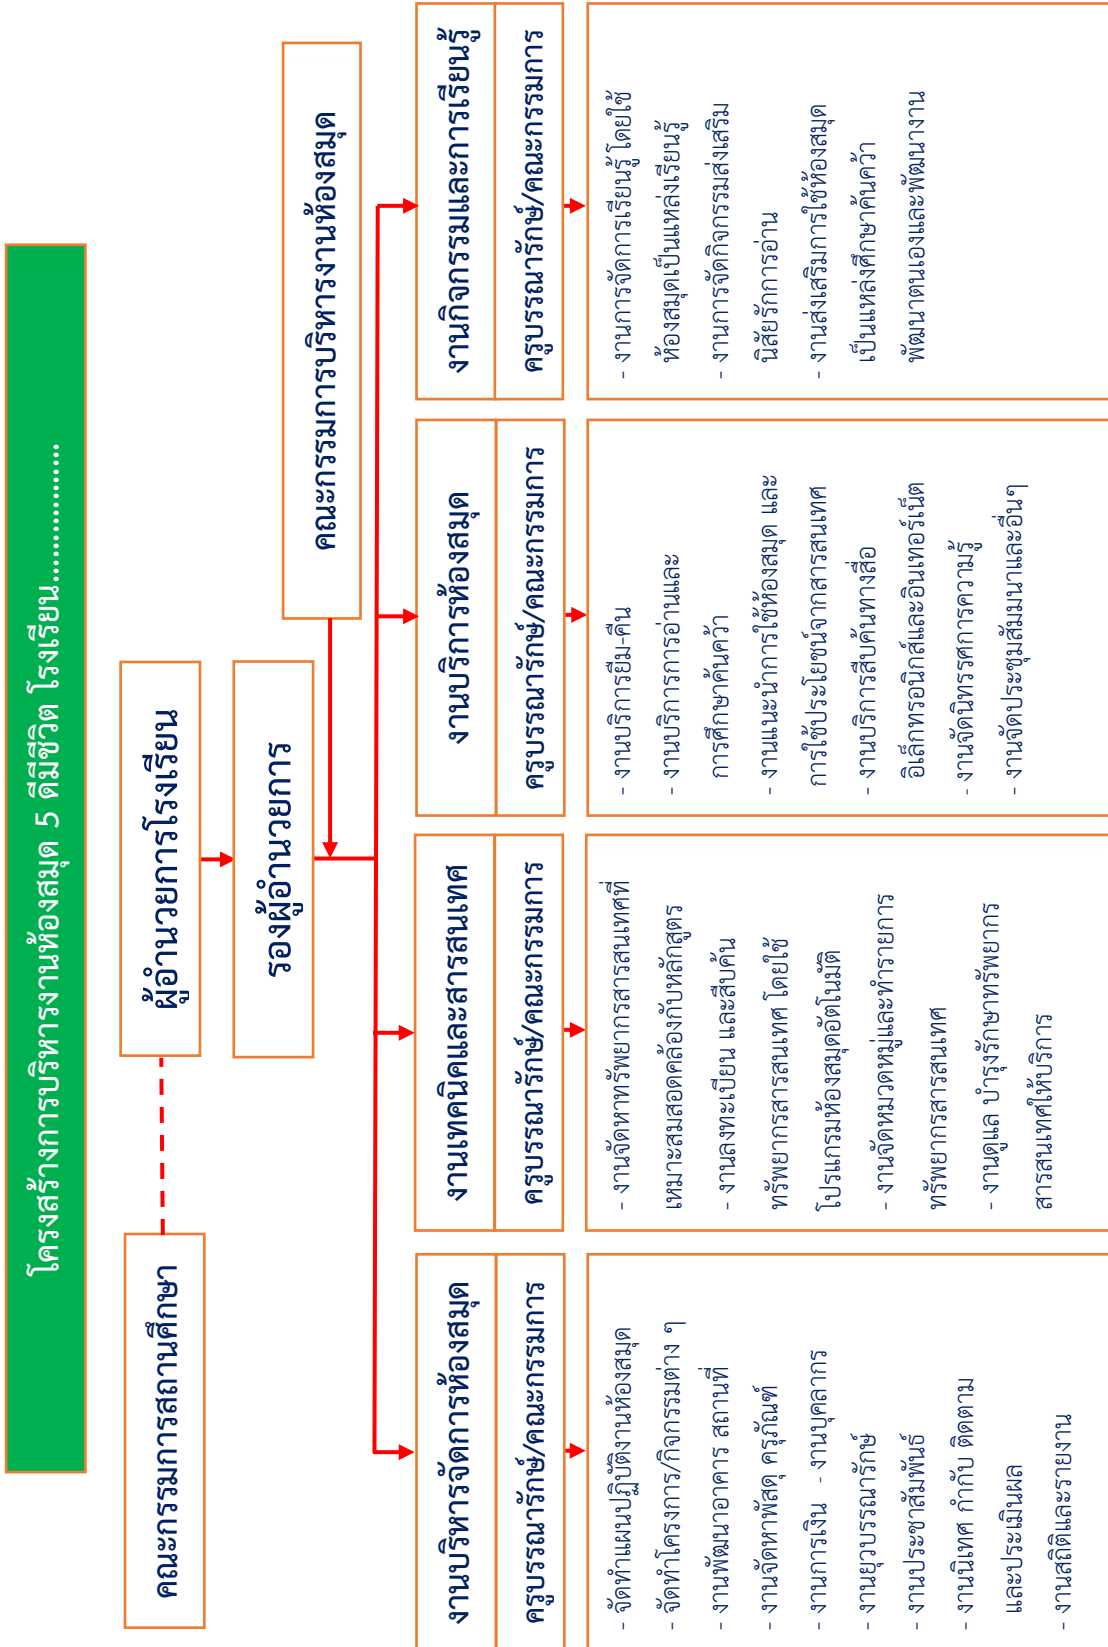 โครงสร้างการบริหารงานห้องสมุด 5 ดีมีชีวิต โรงเรียน................
คณะกรรมการสถานศึกษา
ผู้อำนวยการโรงเรียน
รองผู้อำนวยการ
คณะกรรมการบริหารงานห้องสมุด
งานบริหารจัดการห้องสมุด
ครูบรรณารักษ์/คณะกรรมการ
- จัดทำแผนปฏิบัติงานห้องสมุด
- จัดทำโครงการ/กิจกรรมต่าง ๆ
- งานพัฒนาอาคาร สถานที่
- งานจัดหาพัสดุ ครุภัณฑ์
- งานการเงิน - งานบุคลากร
- งานยุวบรรณารักษ์
- งานประชาสัมพันธ์
- งานนิเทศ กำกับ ติดตาม
และประเมินผล
- งานสถิติและรายงาน
งานเทคนิคและสารสนเทศ
ครูบรรณารักษ์/คณะกรรมการ
- งานจัดหาทรัพยากรสารสนเทศที่
เหมาะสมสอดคล้องกับหลักสูตร
- งานลงทะเบียน และสืบค้น
ทรัพยากรสารสนเทศ โดยใช้
โปรแกรมห้องสมุดอัตโนมัติ
- งานจัดหมวดหมู่และทำรายการ
ทรัพยากรสารสนเทศ
- งานดูแล บำรุงรักษาทรัพยากร
สารสนเทศให้บริการ
งานบริการห้องสมุด
ครูบรรณารักษ์/คณะกรรมการ
- งานบริการยืม-คืน
- งานบริการการอ่านและ
การศึกษาค้นคว้า
- งานแนะนำการใช้ห้องสมุด และ
การใช้ประโยชน์จากสารสนเทศ
- งานบริการสืบค้นทางสื่อ
อิเล็กทรอนิกส์และอินเทอร์เน็ต
- งานจัดนิทรรศการความรู้
- งานจัดประชุมสัมมนาและอื่นๆ
งานกิจกรรมและการเรียนรู้
ครูบรรณารักษ์/คณะกรรมการ
- งานการจัดการเรียนรู้ โดยใช้
ห้องสมุดเป็นแหล่งเรียนรู้
- งานการจัดกิจกรรมส่งเสริม
นิสัยรักการอ่าน
- งานส่งเสริมการใช้ห้องสมุด
เป็นแหล่งศึกษาค้นคว้า
พัฒนาตนเองและพัฒนางาน